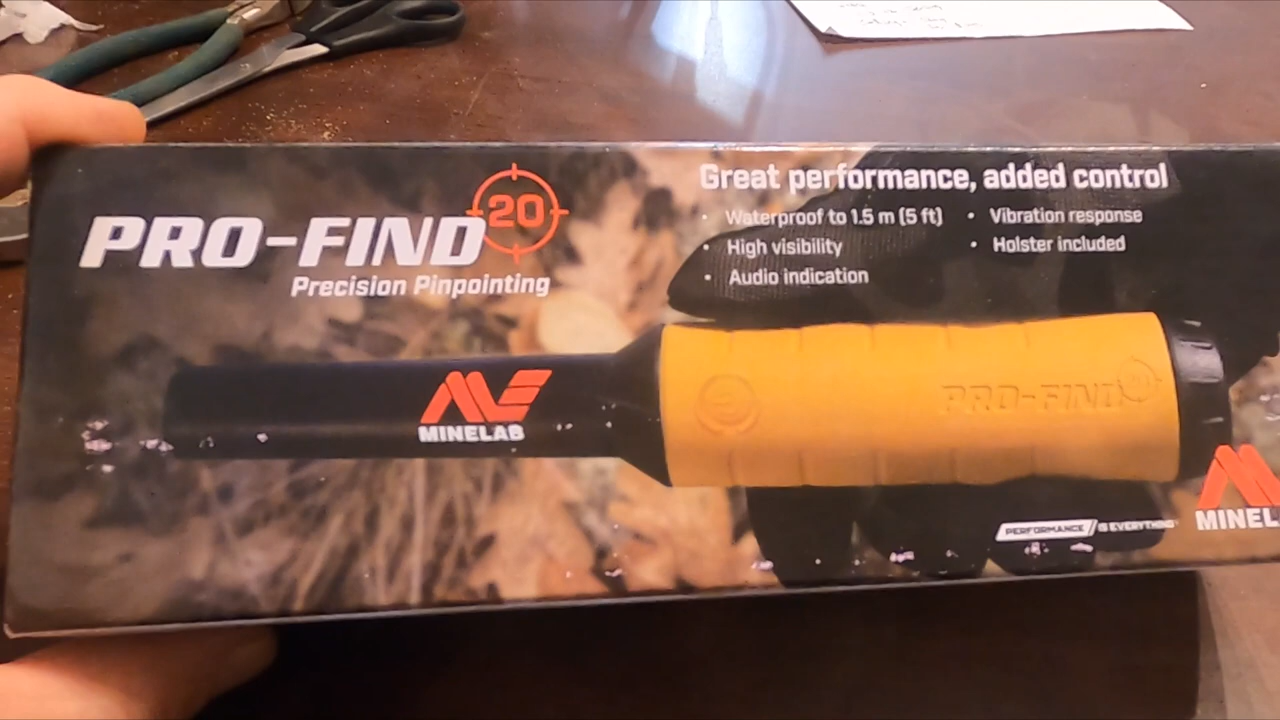 PRO-FIND 20
Precision Pinpointing
Great performance, added control
• Waterproof to 1.5 m (5 ft)
• High visibility
• Audio indication
• Vibration response
• Holster included
MINELAB
PRO-FIND
PERFORMANCE IS EVERYTHING
MINEL